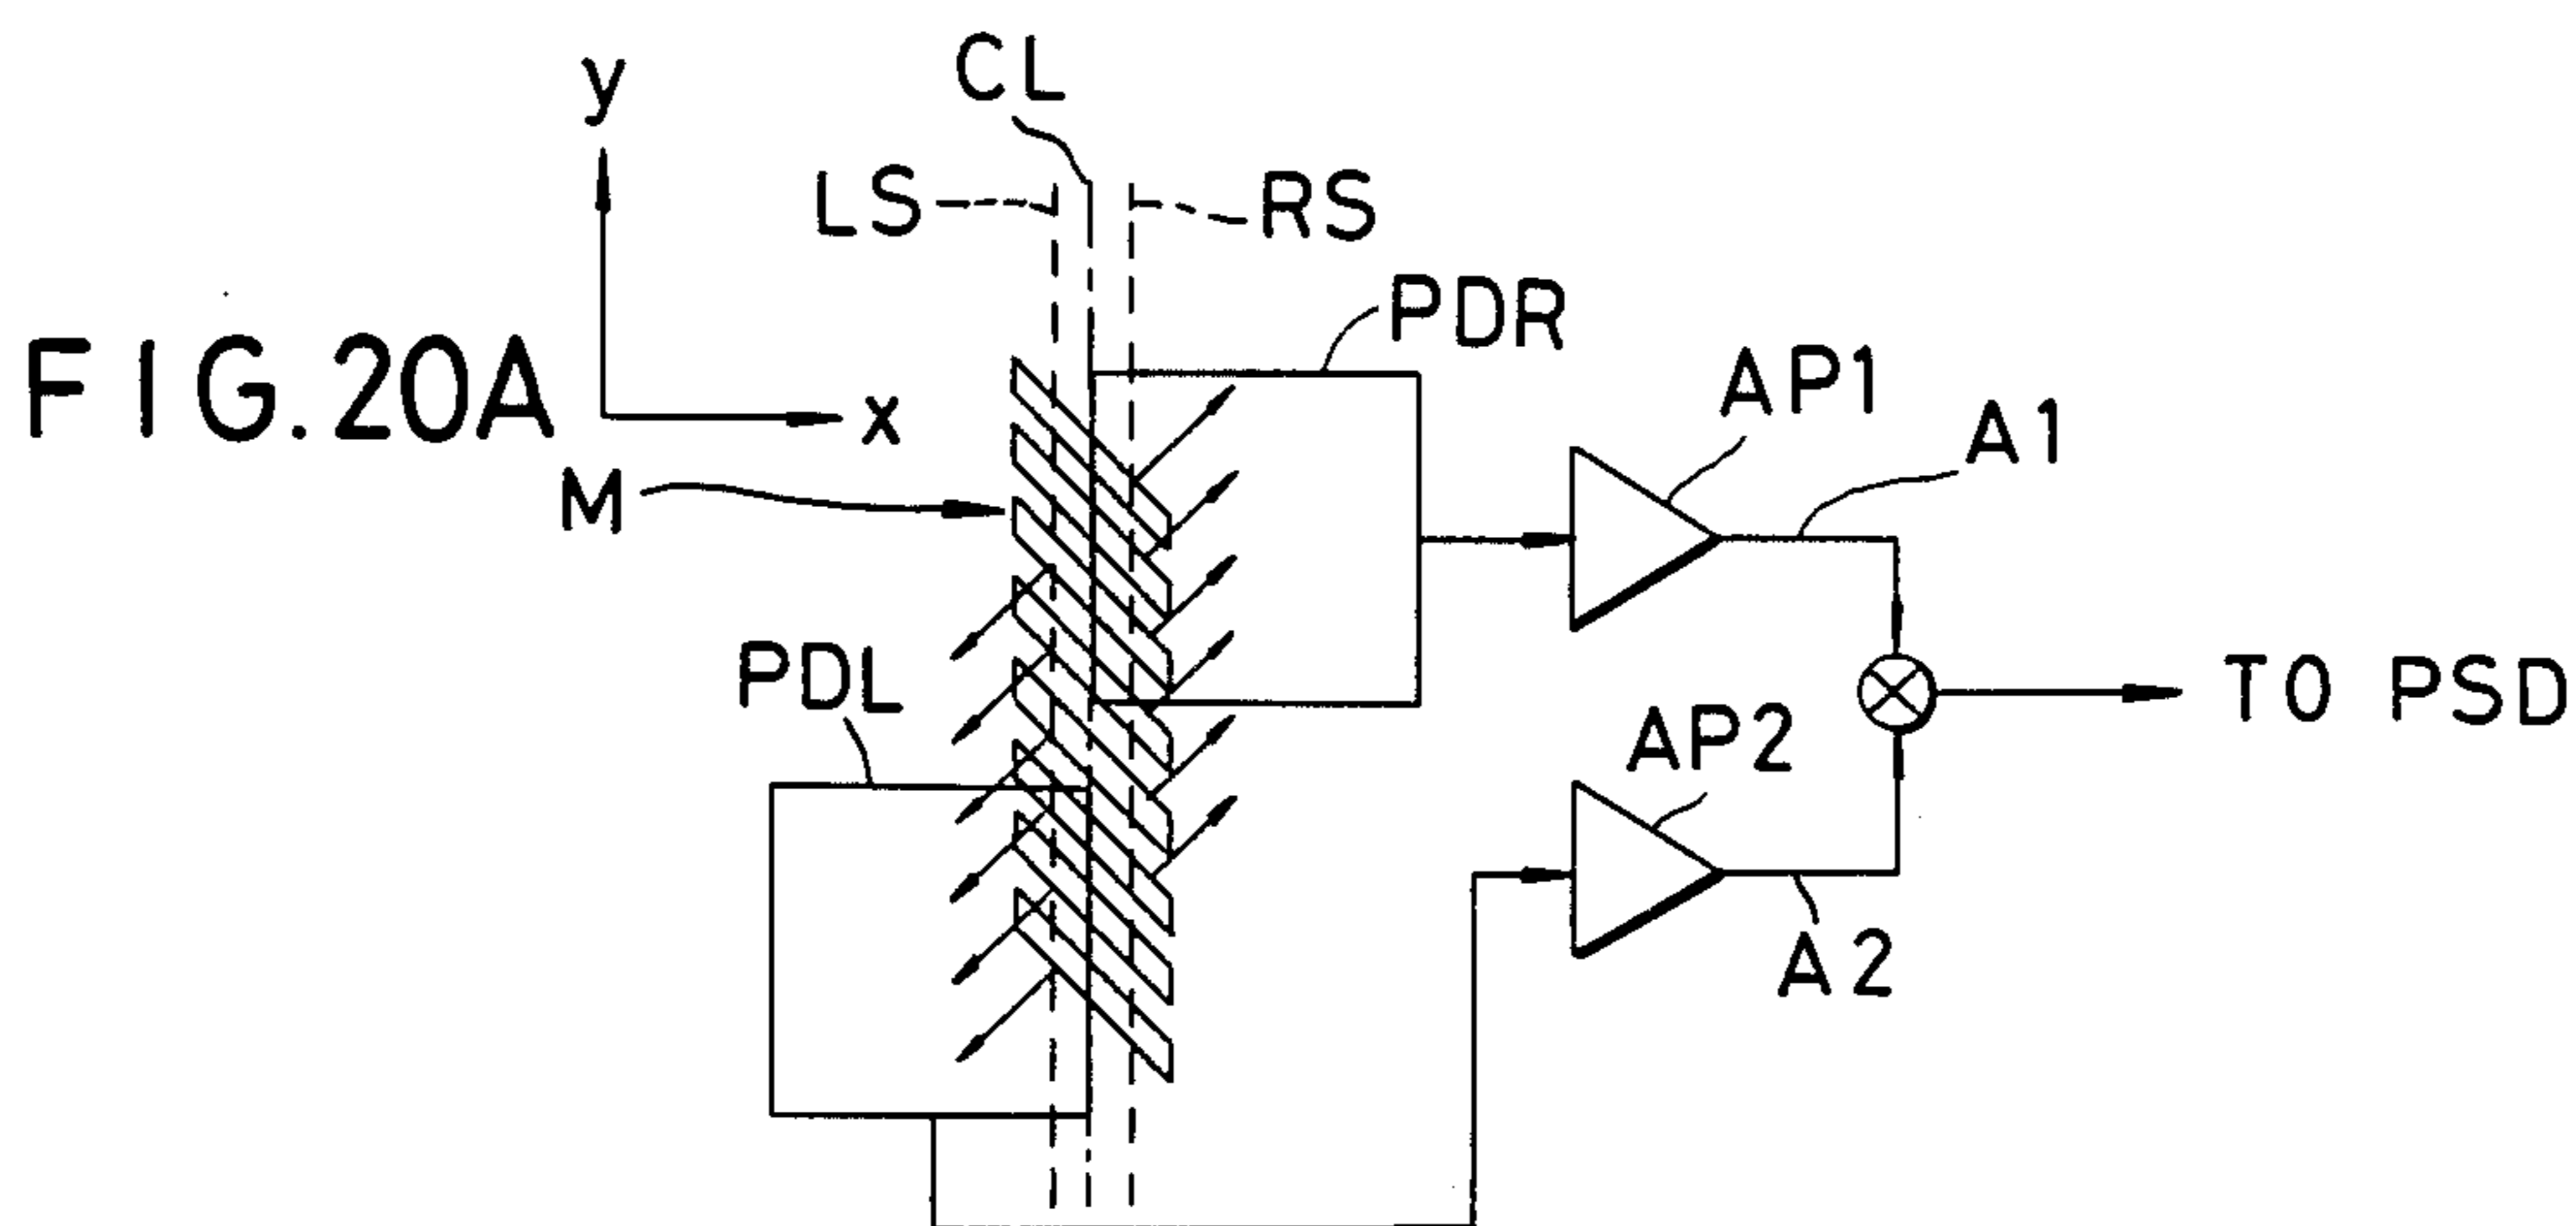 y
CL
LS
RS
PDR
FIG.20A
x
AP1
A1
M
PDL
TO PSD
AP2
A2